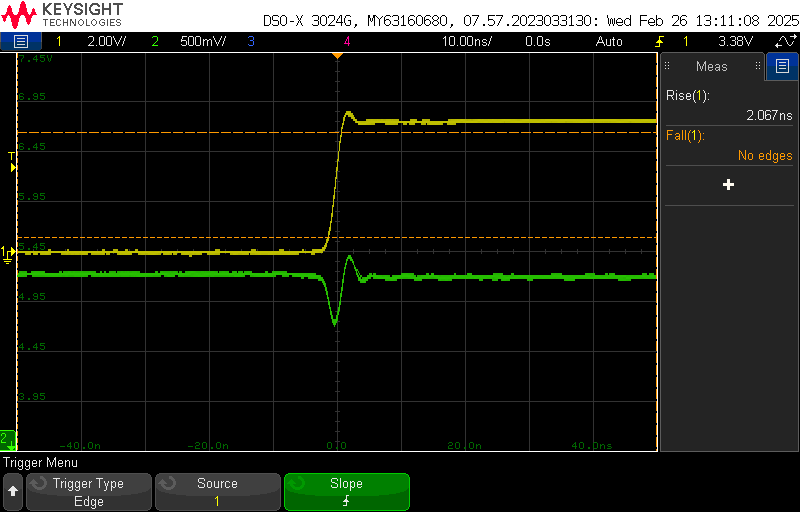 KEYSIGHT
TECHNOLOGIES
DSO-X 3024G, MY63160680, 07.57.2023033130: Wed Feb 26 13:11:08 2025
1 2.00V/ 2 500mV/ 3 4 10.00ns/ 0.0s Auto 1 3.38V
7.45V
6.95
6.45
5.95
5.45
4.95
4.45
3.95
-40.0n -20.0n 0.0 20.0n 40.0ns
T
1
2
Meas
Rise(1):
2.067ns
Fall(1):
No edges
Trigger Menu
Trigger Type
Edge
Source
1
Slope